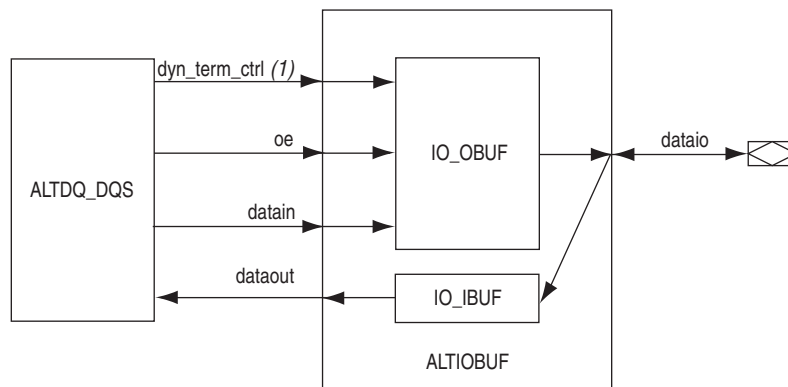 dyn_term_ctrl (1)
oe
IO_OBUF
dataio
ALTDQ_DQS
datain
dataout
IO_IBUF
ALTIOBUF